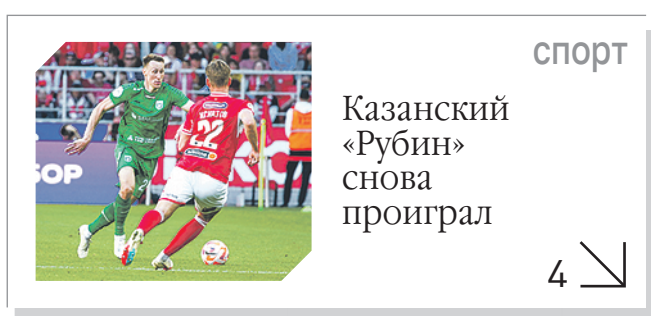 спорт
Казанский
«Рубин»
снова
проиграл
4
22